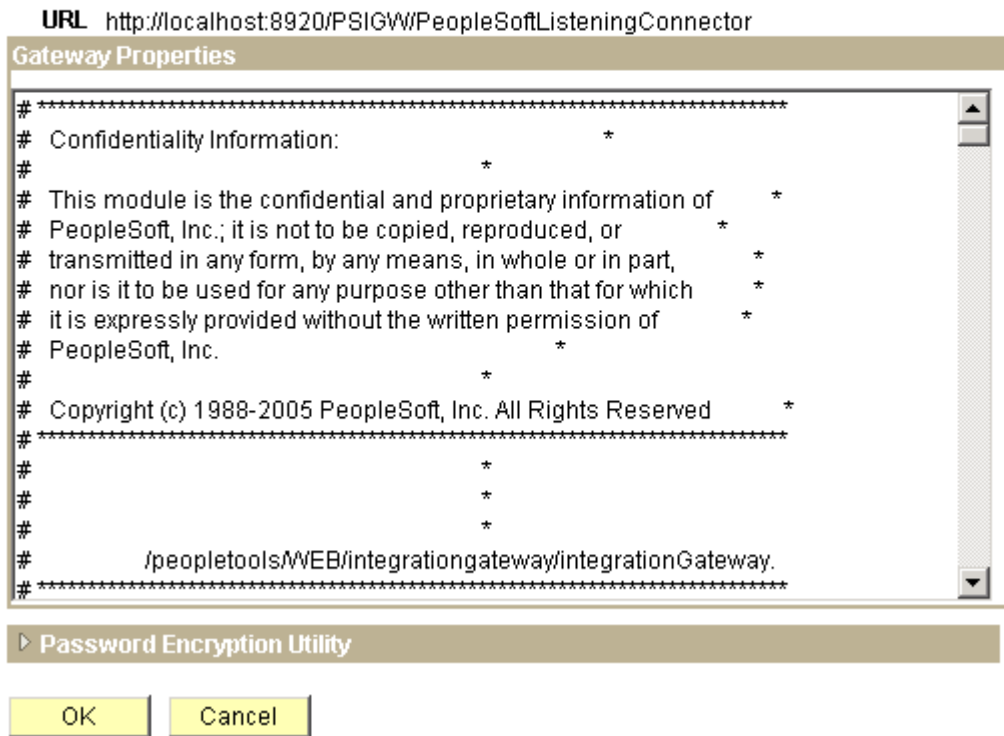 URL http://localhost:8920/PSIGW/PeopleSoftListeningConnector
Gateway Properties
# ***************************************************************************
# Confidentiality Information: *
# *
# This module is the confidential and proprietary information of *
# PeopleSoft, Inc.; it is not to be copied, reproduced, or *
# transmitted in any form, by any means, in whole or in part, *
# nor is it to be used for any purpose other than that for which *
# it is expressly provided without the written permission of *
# PeopleSoft, Inc. *
# *
# Copyright (c) 1988-2005 PeopleSoft, Inc. All Rights Reserved *
# ***************************************************************************
# *
# *
# *
# /peopletools/WEB/integrationgateway/integrationGateway.
# ***************************************************************************
Password Encryption Utility
OK Cancel